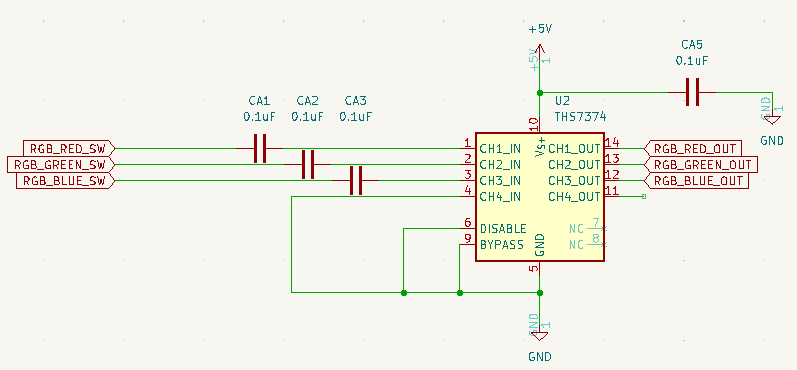 +5V
+5V
1
CA5
0.1uF
GND
1
GND
CA1
0.1uF
CA2
0.1uF
CA3
0.1uF
U2
THS7374
10
VS+
RGB_RED_SW
RGB_GREEN_SW
RGB_BLUE_SW
1 CH1_IN
2 CH2_IN
3 CH3_IN
4 CH4_IN
6 DISABLE
9 BYPASS
CH1_OUT 14
CH2_OUT 13
CH3_OUT 12
CH4_OUT 11
NC 7
NC 8
RGB_RED_OUT
RGB_GREEN_OUT
RGB_BLUE_OUT
GND
5
GND
1
GND